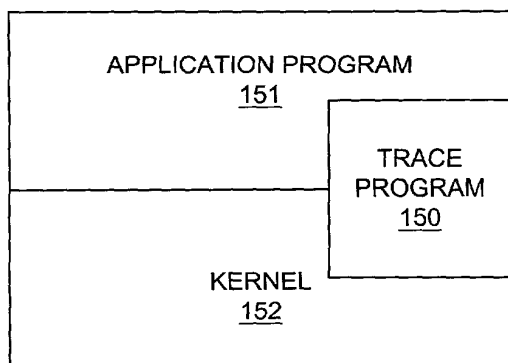 APPLICATION PROGRAM
151
TRACE
PROGRAM
150
KERNEL
152